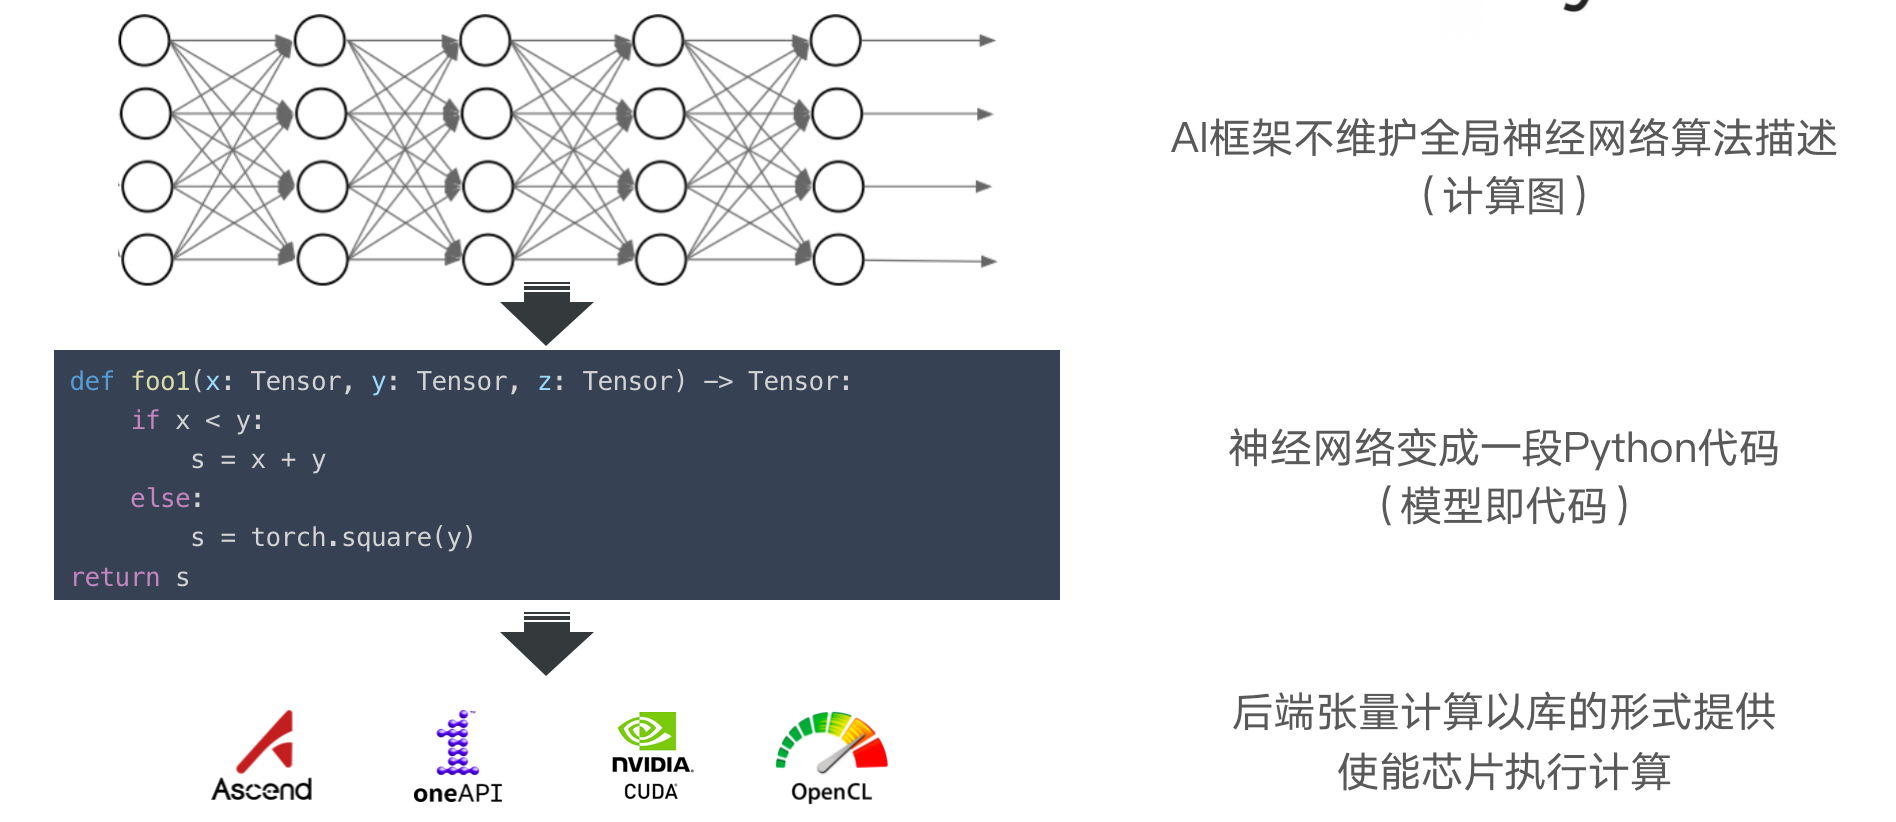 AI框架不维护全局神经网络算法描述
（计算图）
def foo1(x: Tensor, y: Tensor, z: Tensor) -> Tensor:
    if x < y:
        s = x + y
    else:
        s = torch.square(y)
return s
神经网络变成一段Python代码
（模型即代码）
Ascend
oneAPI
NVIDIA.
CUDA
OpenCL
后端张量计算以库的形式提供
使能芯片执行计算